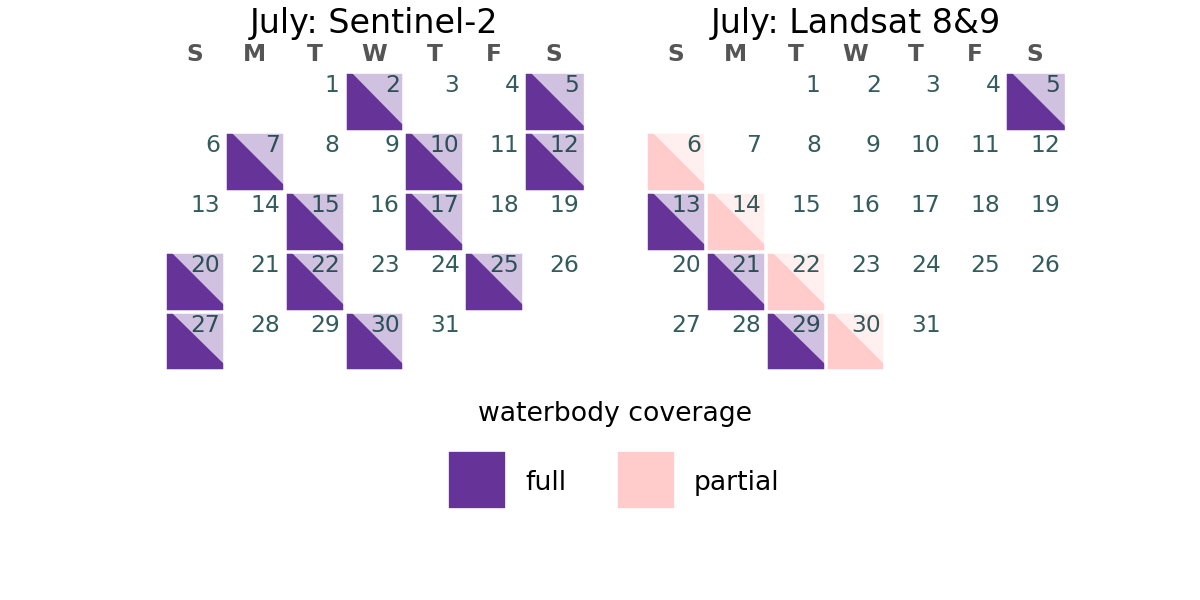 July: Sentinel-2
S M T W T F S
1 2 3 4 5
6 7 8 9 10 11 12
13 14 15 16 17 18 19
20 21 22 23 24 25 26
27 28 29 30 31
July: Landsat 8&9
S M T W T F S
1 2 3 4 5
6 7 8 9 10 11 12
13 14 15 16 17 18 19
20 21 22 23 24 25 26
27 28 29 30 31
waterbody coverage
full
partial